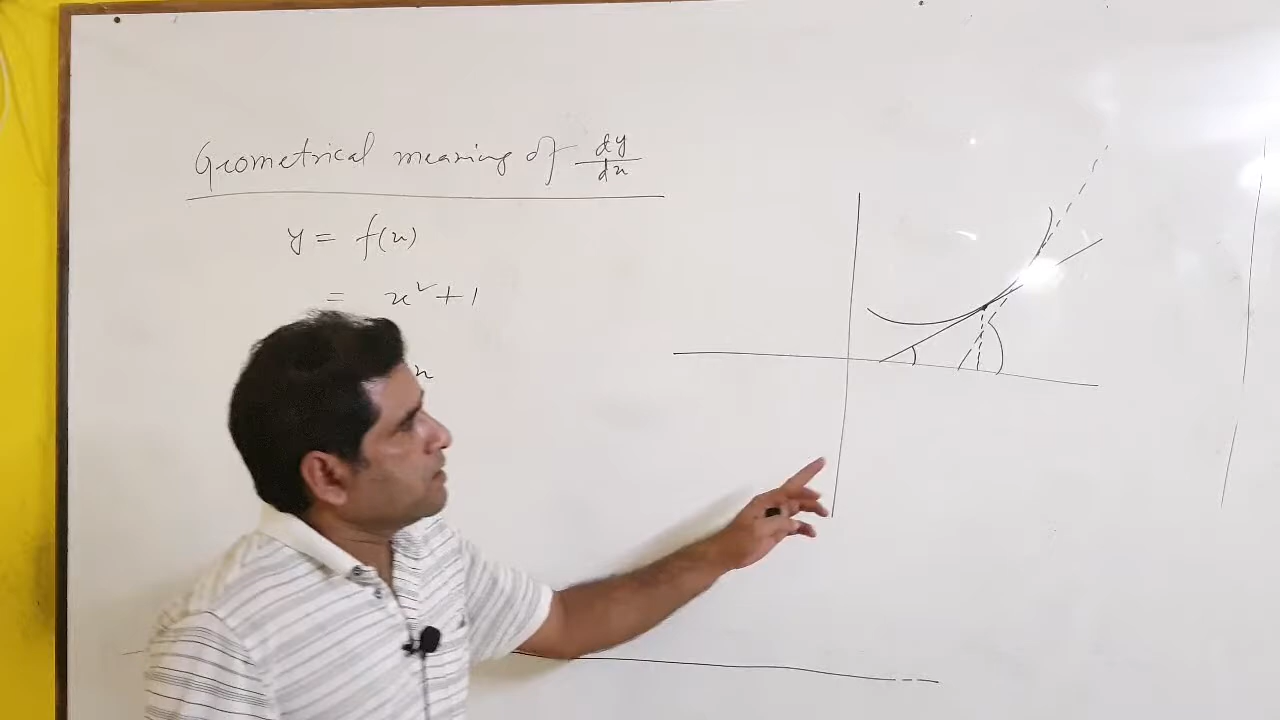 Geometrical meaning of dy/dx
y = f(x)
= x² + 1
x